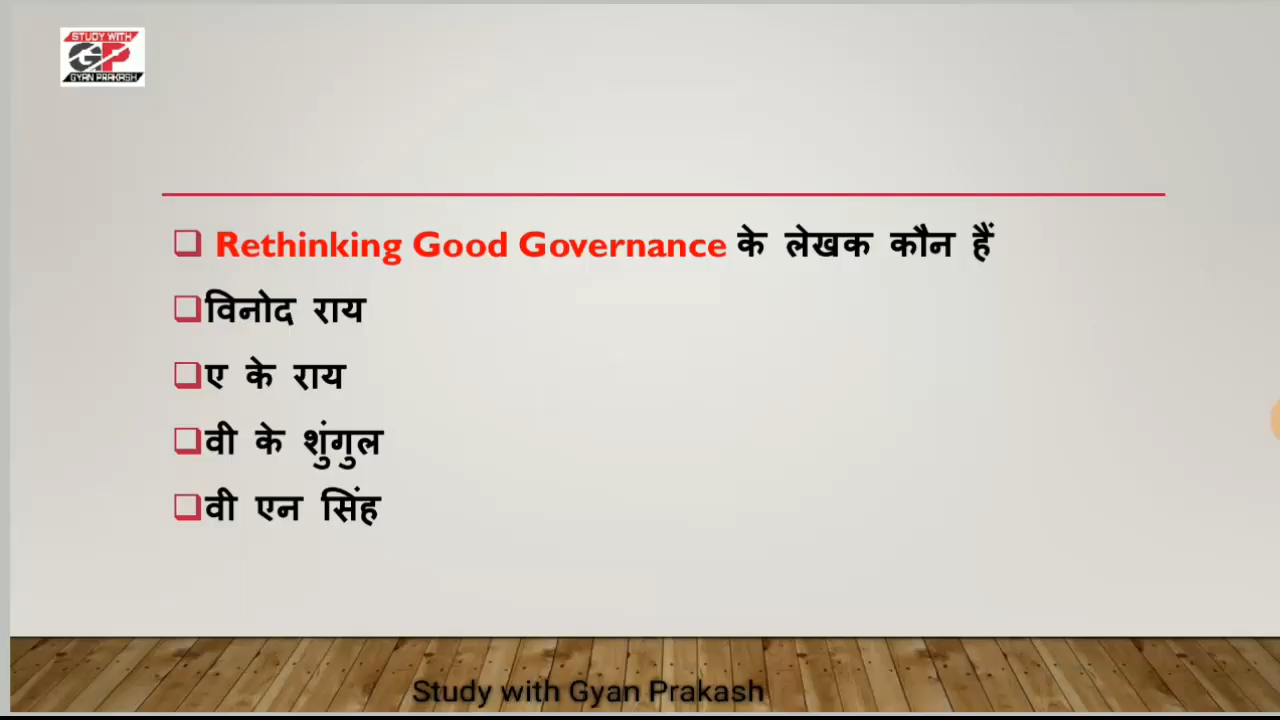 STUDY WITH
GP
GYAN PRAKASH
Rethinking Good Governance के लेखक कौन हैं
विनोद राय
ए के राय
वी के शुंगुल
वी एन सिंह
Study with Gyan Prakash